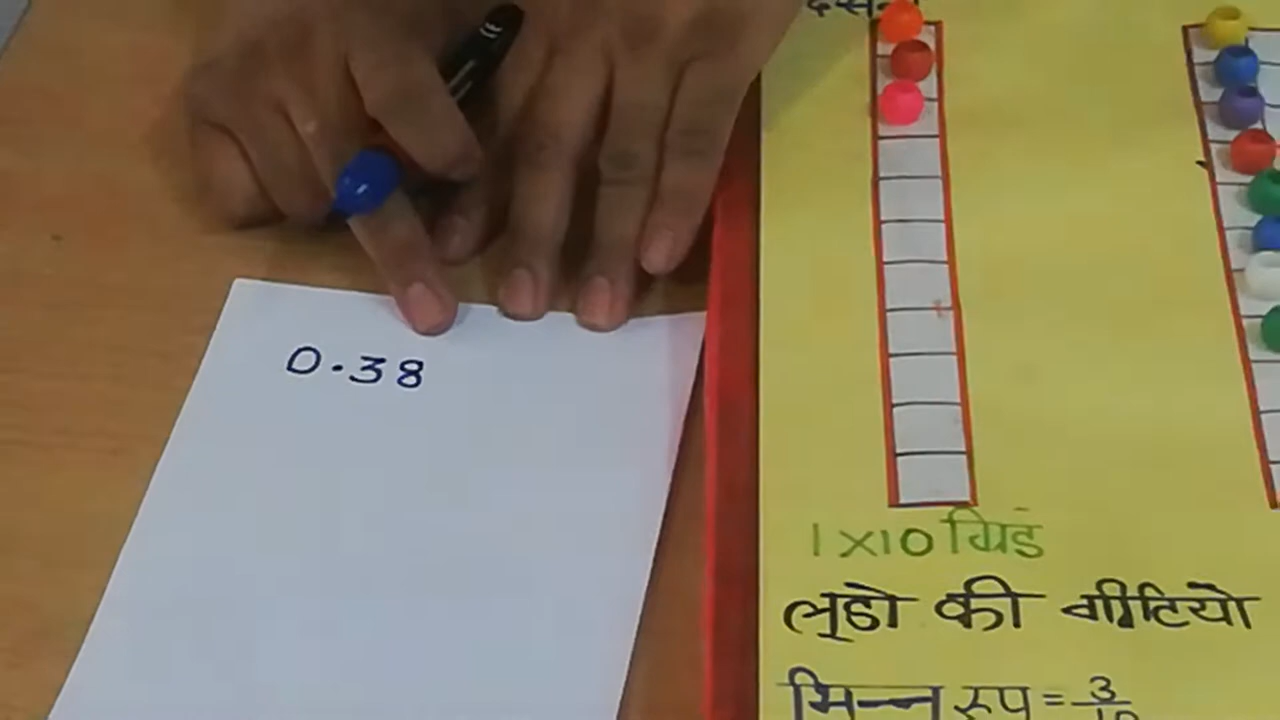 0.38
1×10 ग्रिडं
लूडो की गीटियो
भिन्न रूप = 3/10